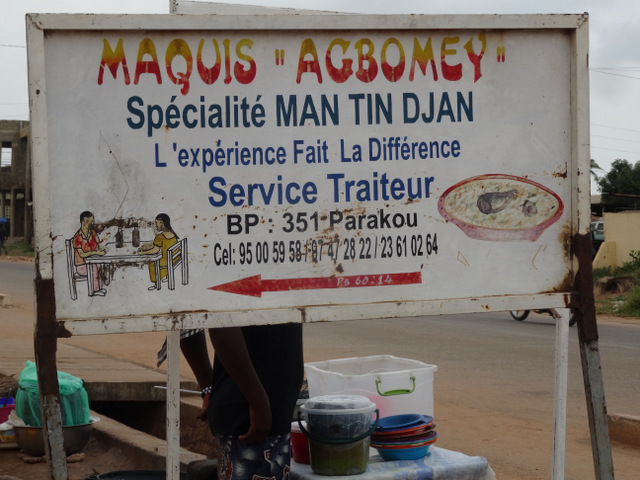 MAQUIS " AGBOMEY "
Spécialité MAN TIN DJAN
L 'expérience Fait La Différence
Service Traiteur
BP : 351 Parakou
Cel: 95 00 59 58 / 97 47 28 22 / 23 61 02 64